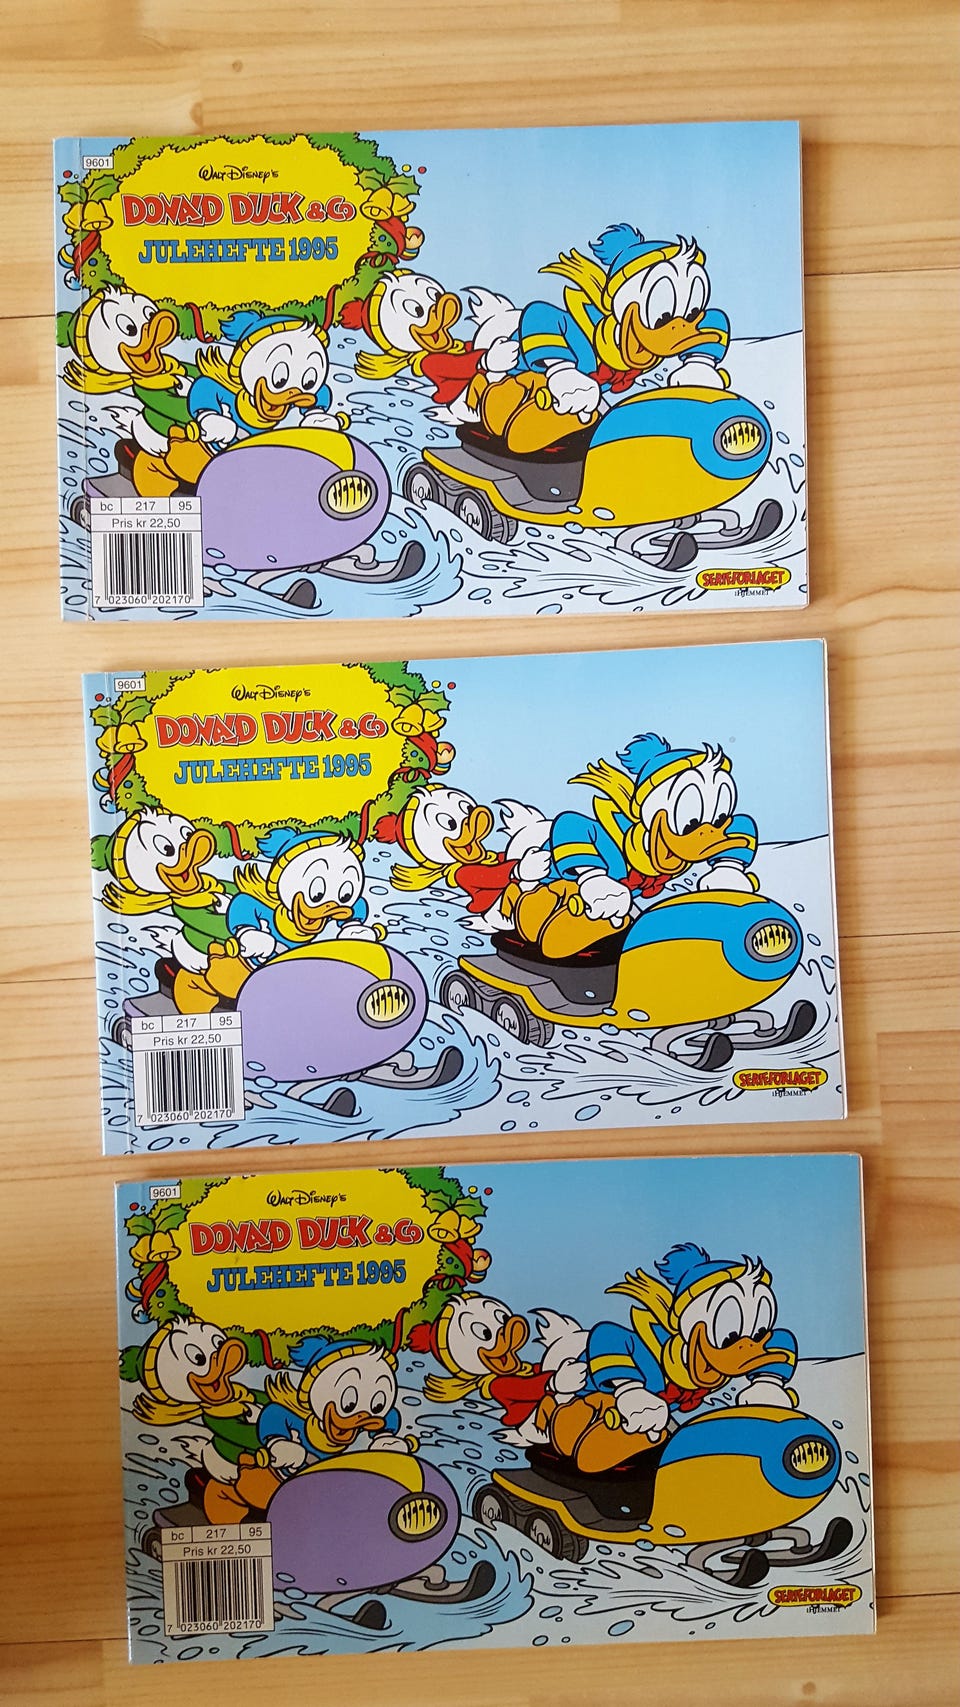 9601
WALT DISNEY'S
DONALD DUCK & Co
JULEHEFTE 1995
bc 217 95
Pris kr 22,50
7 023060 202170
SERIEFORLAGET
HJEMMET
9601
WALT DISNEY'S
DONALD DUCK & Co
JULEHEFTE 1995
bc 217 95
Pris kr 22,50
7 023060 202170
SERIEFORLAGET
HJEMMET
9601
WALT DISNEY'S
DONALD DUCK & Co
JULEHEFTE 1995
bc 217 95
Pris kr 22,50
7 023060 202170
SERIEFORLAGET
HJEMMET